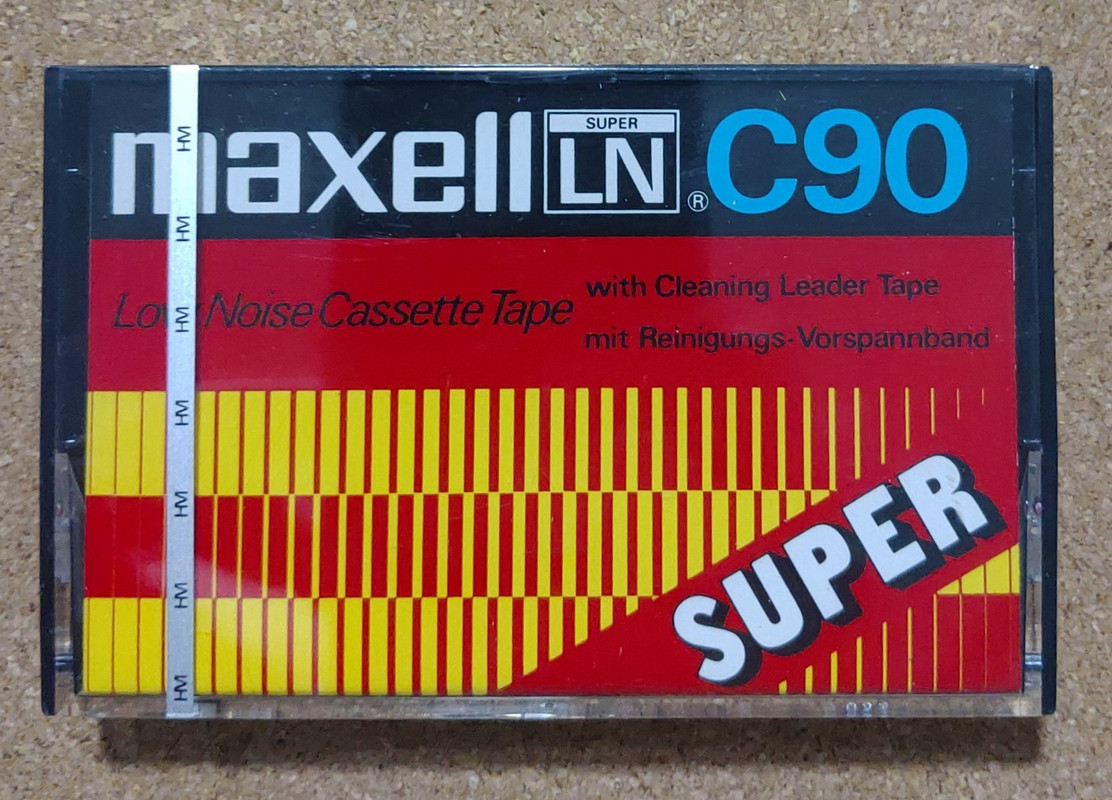 maxell SUPER LN ® C90
Low Noise Cassette Tape
with Cleaning Leader Tape
mit Reinigungs-Vorspannband
SUPER
HM
HM
HM
HM
HM
HM
HM